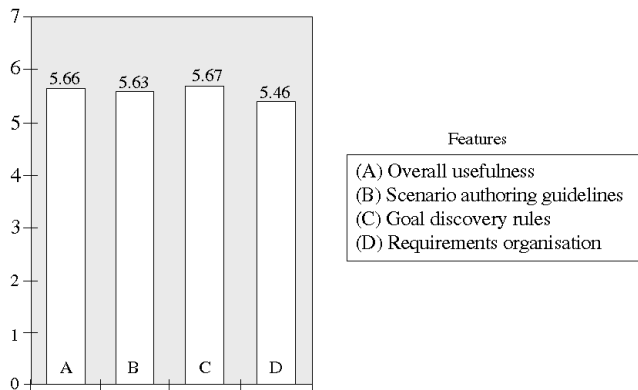 7
6
5
4
3
2
1
0
5.66
5.63
5.67
5.46
A
B
C
D
Features
(A) Overall usefulness
(B) Scenario authoring guidelines
(C) Goal discovery rules
(D) Requirements organisation